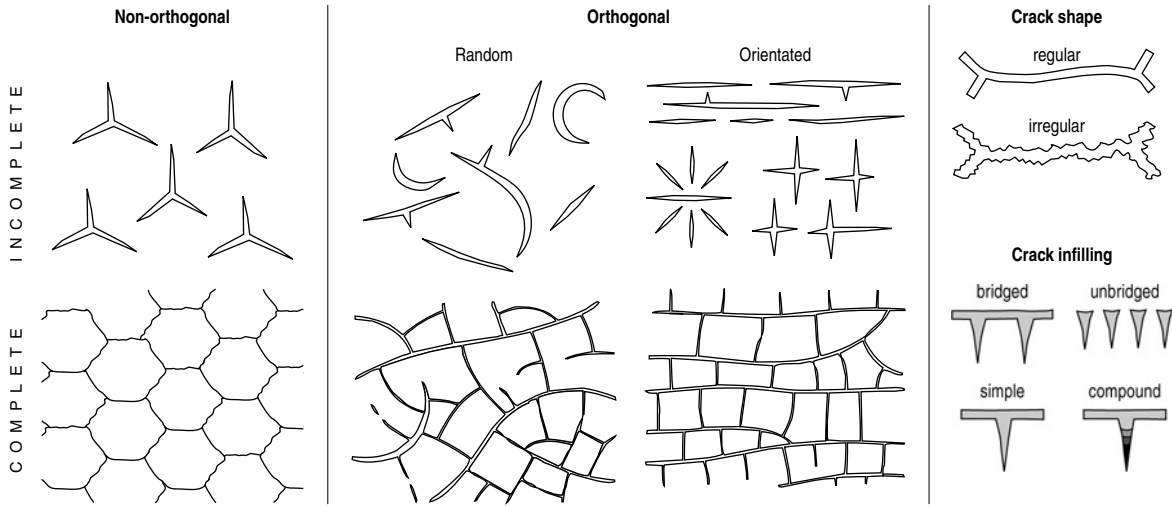 Non-orthogonal
Orthogonal
Crack shape
Random
Orientated
regular
irregular
INCOMPLETE
Crack infilling
bridged
unbridged
simple
compound
COMPLETE